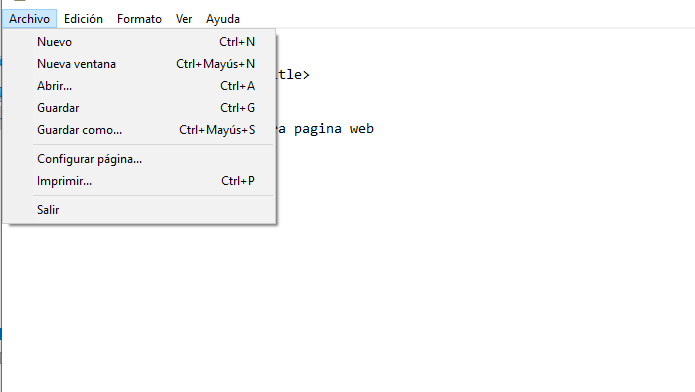 Archivo Edición Formato Ver Ayuda
Nuevo Ctrl+N
Nueva ventana Ctrl+Mayús+N
itle>
Abrir... Ctrl+A
Guardar Ctrl+G
Guardar como... Ctrl+Mayús+S
a pagina web
Configurar página...
Imprimir... Ctrl+P
Salir